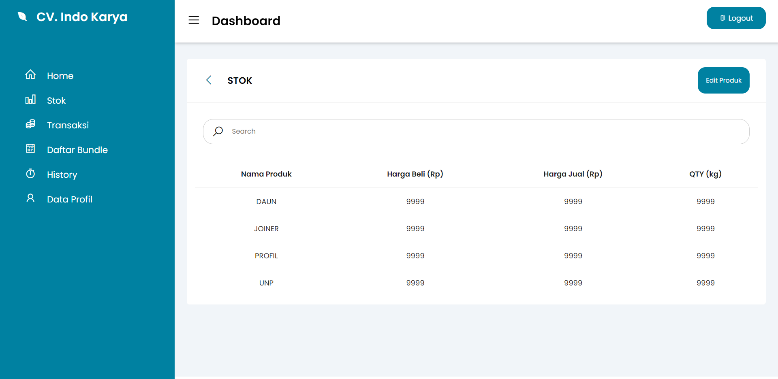 CV. Indo Karya
Dashboard
Logout
Home
Stok
Transaksi
Daftar Bundle
History
Data Profil
STOK
Edit Produk
Search
Nama Produk Harga Beli (Rp) Harga Jual (Rp) QTY (kg)
DAUN 9999 9999 9999
JOINER 9999 9999 9999
PROFIL 9999 9999 9999
UNP 9999 9999 9999